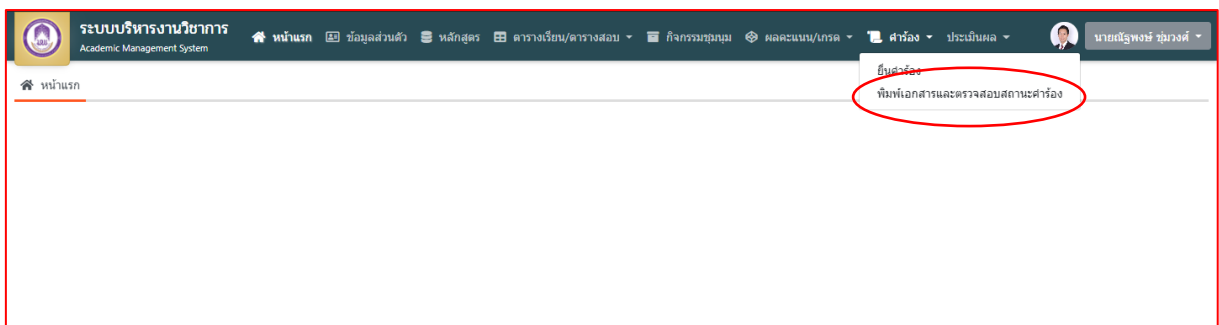 ระบบบริหารงานวิชาการ
Academic Management System
หน้าแรก ข้อมูลส่วนตัว หลักสูตร ตารางเรียน/ตารางสอบ กิจกรรมชุมนุม ผลคะแนน/เกรด คำร้อง ประเมินผล นายณัฐพงษ์ ชุ่มวงศ์
หน้าแรก
ยื่นคำร้อง
พิมพ์เอกสารและตรวจสอบสถานะคำร้อง